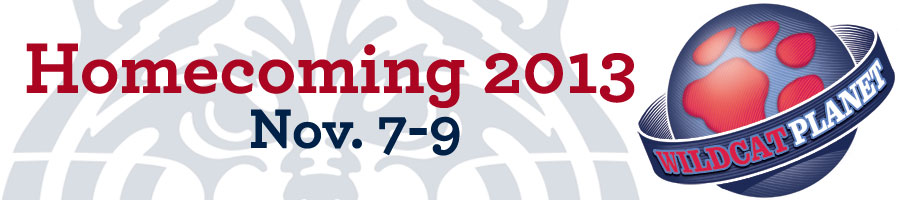 Homecoming 2013
Nov. 7-9
WILDCAT PLANET